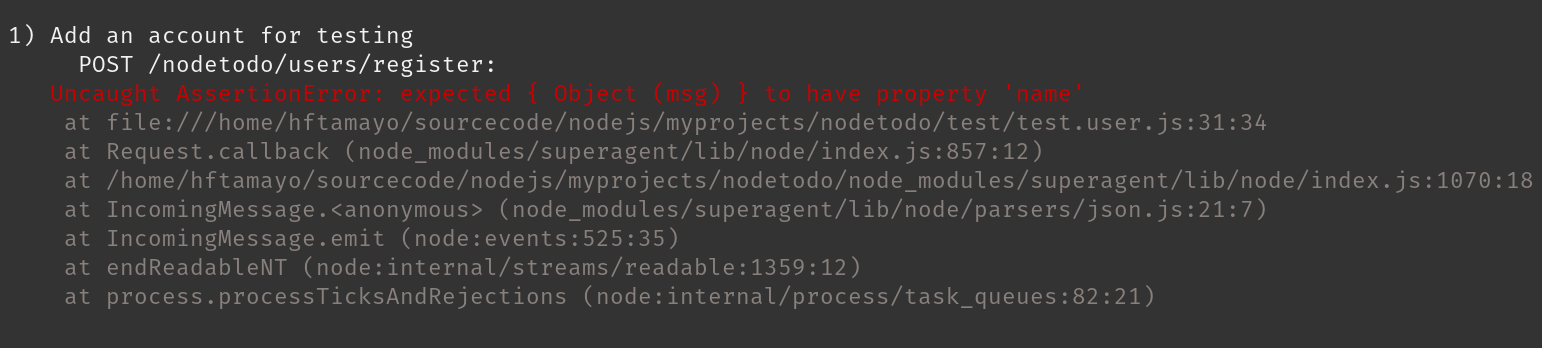 1) Add an account for testing
POST /nodetodo/users/register:
Uncaught AssertionError: expected { Object (msg) } to have property 'name'
at file:///home/hftamayo/sourcecode/nodejs/myprojects/nodetodo/test/test.user.js:31:34
at Request.callback (node_modules/superagent/lib/node/index.js:857:12)
at /home/hftamayo/sourcecode/nodejs/myprojects/nodetodo/node_modules/superagent/lib/node/index.js:1070:18
at IncomingMessage.<anonymous> (node_modules/superagent/lib/node/parsers/json.js:21:7)
at IncomingMessage.emit (node:events:525:35)
at endReadableNT (node:internal/streams/readable:1359:12)
at process.processTicksAndRejections (node:internal/process/task_queues:82:21)